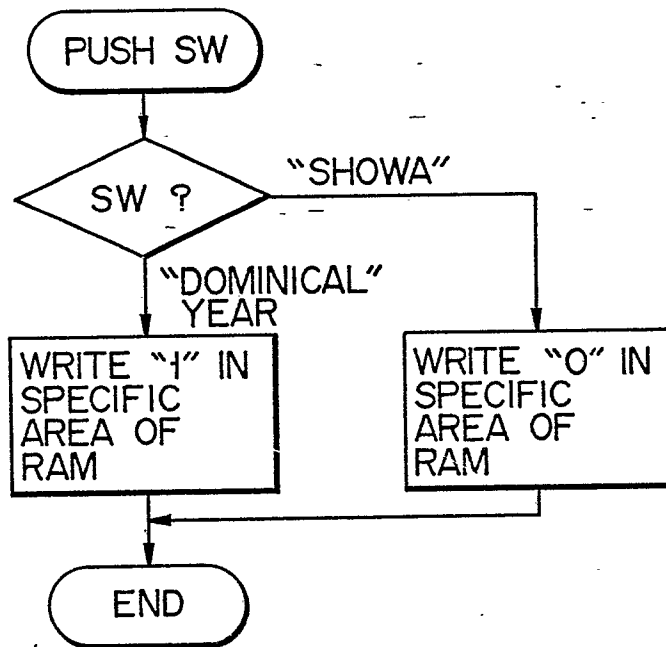 PUSH SW
SW ?
"SHOWA"
"DOMINICAL"
YEAR
WRITE "1" IN
SPECIFIC
AREA OF
RAM
WRITE "0" IN
SPECIFIC
AREA OF
RAM
END